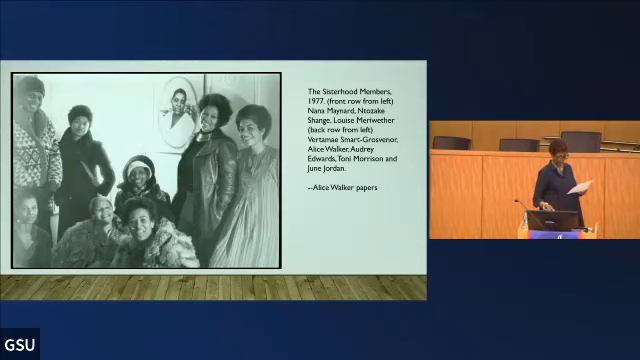 The Sisterhood Members,
1977. (front row from left)
Nana Maynard, Ntozake
Shange, Louise Meriwether
(back row from left)
Vertamae Smart-Grosvenor,
Alice Walker, Audrey
Edwards, Toni Morrison and
June Jordan.
--Alice Walker papers
GSU